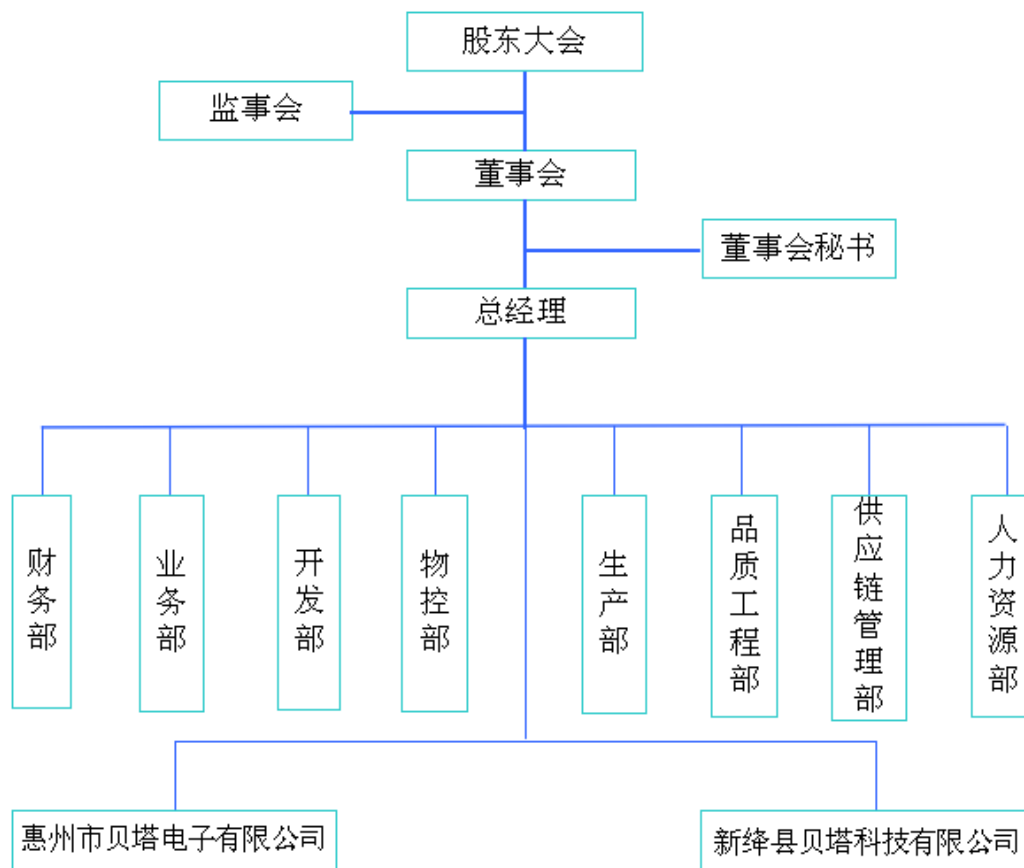 股东大会
监事会
董事会
董事会秘书
总经理
财务部
业务部
开发部
物控部
生产部
品质工程部
供应链管理部
人力资源部
惠州市贝塔电子有限公司
新绛县贝塔科技有限公司